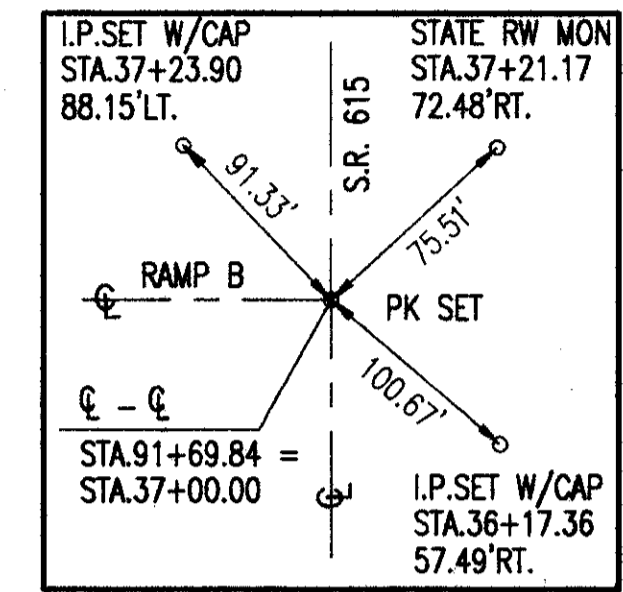 I.P.SET W/CAP
STA.37+23.90
88.15'LT.
STATE RW MON
STA.37+21.17
72.48'RT.
S.R. 615
91.33'
75.51'
℄ RAMP B
PK SET
100.67'
℄ - ℄
STA.91+69.84 =
STA.37+00.00
℄
I.P.SET W/CAP
STA.36+17.36
57.49'RT.